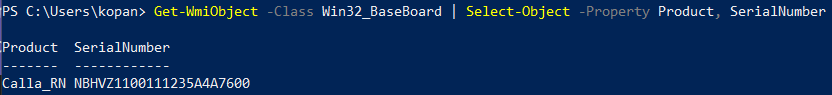 PS C:\Users\kopan> Get-WmiObject -Class Win32_BaseBoard | Select-Object -Property Product, SerialNumber
Product  SerialNumber
-------  ------------
Calla_RN NBHVZ1100111235A4A7600